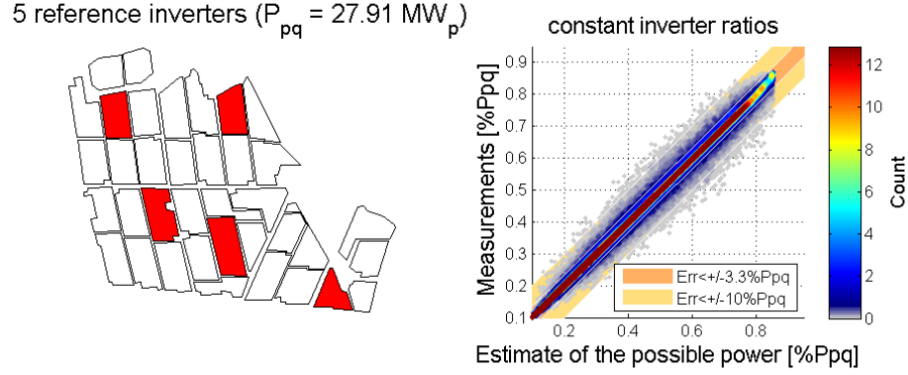 5 reference inverters (Ppq = 27.91 MWp)
constant inverter ratios
Measurements [%Ppq]
0.9
0.8
0.7
0.6
0.5
0.4
0.3
0.2
0.1
0.2 0.4 0.6 0.8
Estimate of the possible power [%Ppq]
Err<+/-3.3%Ppq
Err<+/-10%Ppq
12
10
8
6
4
2
0
Count